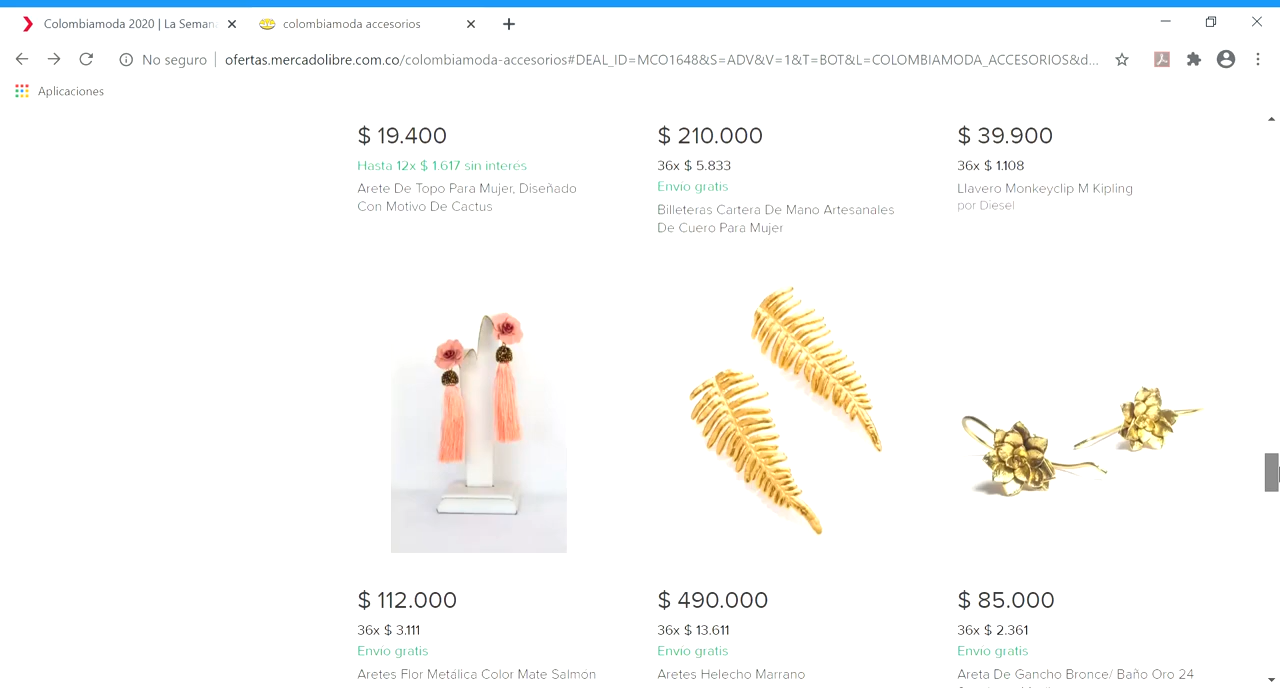 Colombiamoda 2020 | La Seman
colombiamoda accesorios
No seguro
ofertas.mercadolibre.com.co/colombiamoda-accesorios#DEAL_ID=MCO1648&S=ADV&V=1&T=BOT&L=COLOMBIAMODA_ACCESORIOS&d...
Aplicaciones
$ 19.400
Hasta 12x $ 1.617 sin interés
Arete De Topo Para Mujer, Diseñado
Con Motivo De Cactus
$ 210.000
36x $ 5.833
Envío gratis
Billeteras Cartera De Mano Artesanales
De Cuero Para Mujer
$ 39.900
36x $ 1.108
Llavero Monkeyclip M Kipling
por Diesel
$ 112.000
36x $ 3.111
Envío gratis
Aretes Flor Metálica Color Mate Salmón
$ 490.000
36x $ 13.611
Envío gratis
Aretes Helecho Marrano
$ 85.000
36x $ 2.361
Envío gratis
Areta De Gancho Bronce/ Baño Oro 24